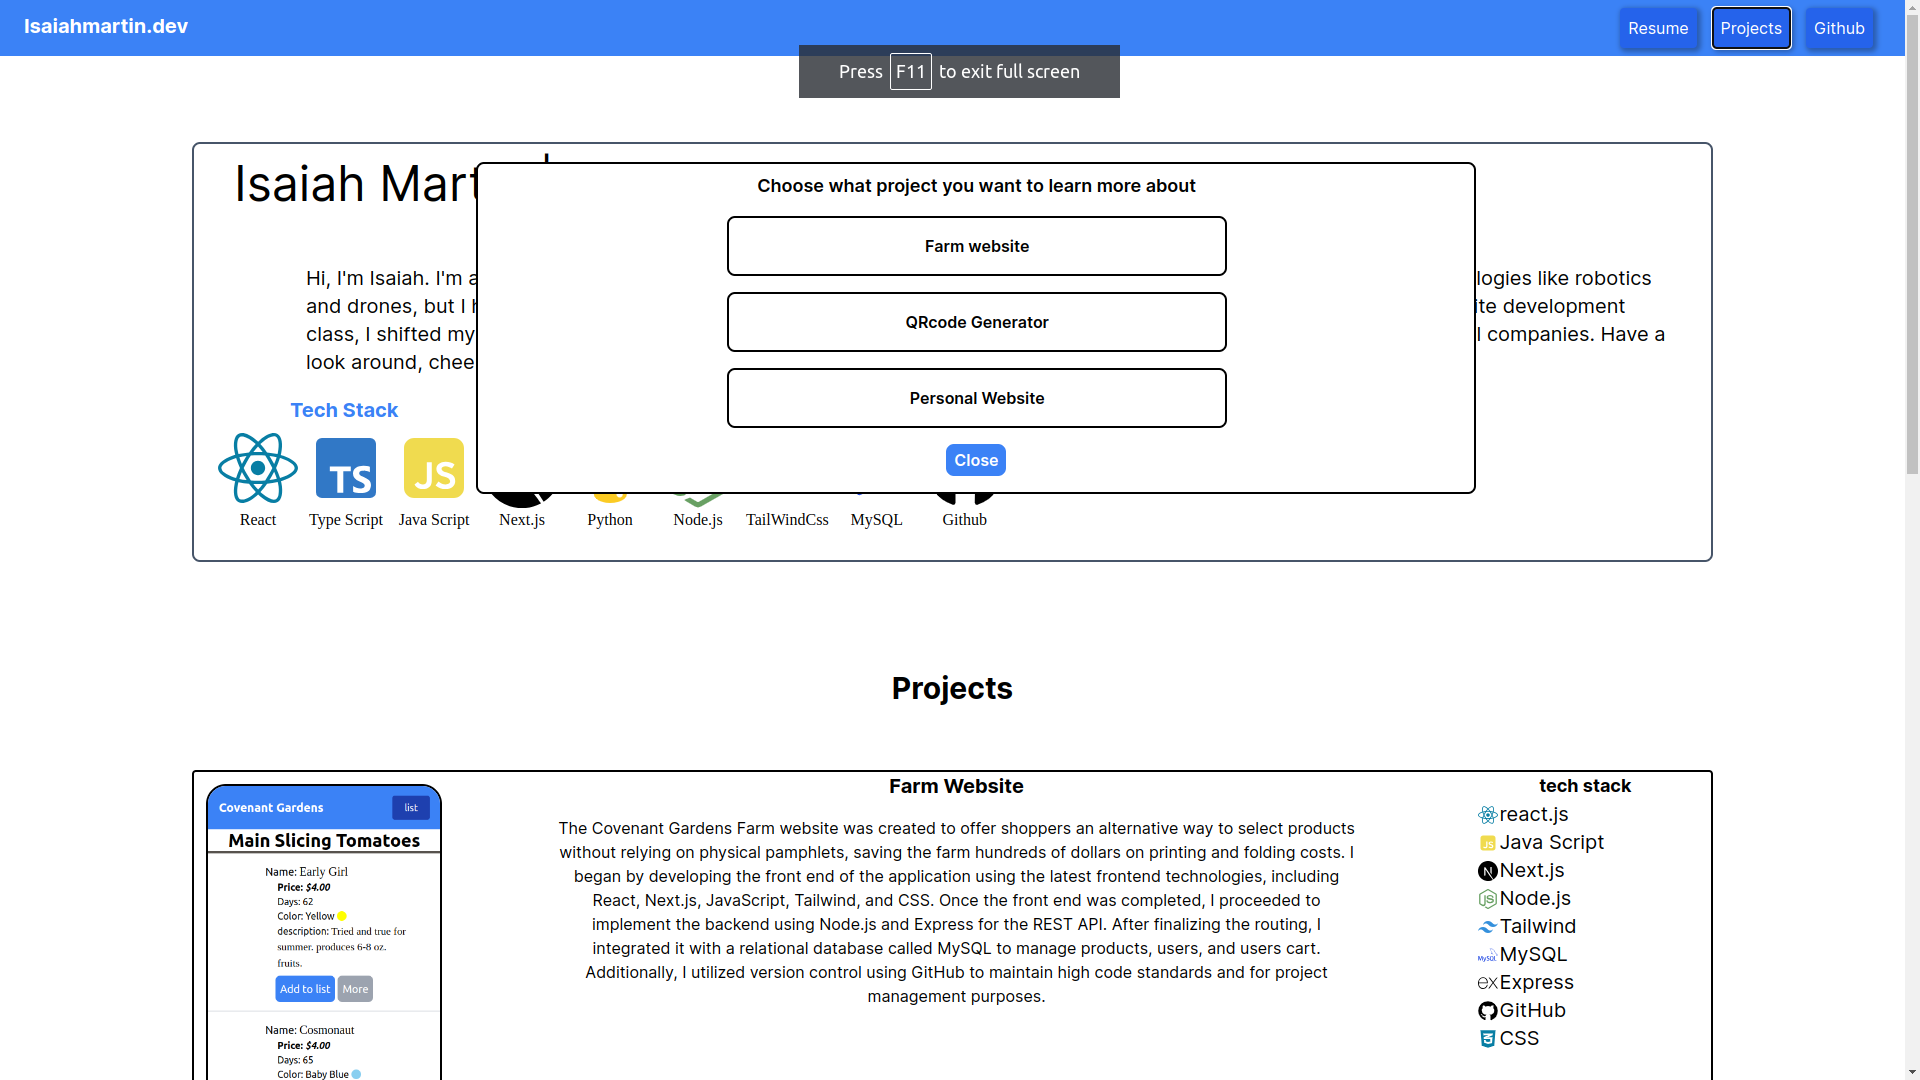 Isaiahmartin.dev
Resume
Projects
Github
Press F11 to exit full screen
Isaiah Mart
Choose what project you want to learn more about
Farm website
QRcode Generator
Personal Website
Close
Hi, I'm Isaiah. I'm
logies like robotics
and drones, but I
development
class, I shifted my
companies. Have a
look around,
Tech Stack
React
Type Script
Java Script
Next.js
Python
Node.js
TailWindCss
MySQL
Github
Projects
Covenant Gardens
list
Main Slicing Tomatoes
Name: Early Girl
Price: $4.00
Days: 62
Color: Yellow
description: Tried and true for
summer. produces 6-8 oz.
fruits.
Add to list
More
Name: Cosmonaut
Price: $4.00
Days: 65
Color: Baby Blue
Farm Website
The Covenant Gardens Farm website was created to offer shoppers an alternative way to select products
without relying on physical pamphlets, saving the farm hundreds of dollars on printing and folding costs. I
began by developing the front end of the application using the latest frontend technologies, including
React, Next.js, JavaScript, Tailwind, and CSS. Once the front end was completed, I proceeded to
implement the backend using Node.js and Express for the REST API. After finalizing the routing, I
integrated it with a relational database called MySQL to manage products, users, and users cart.
Additionally, I utilized version control using GitHub to maintain high code standards and for project
management purposes.
tech stack
react.js
Java Script
Next.js
Node.js
Tailwind
MySQL
Express
GitHub
CSS